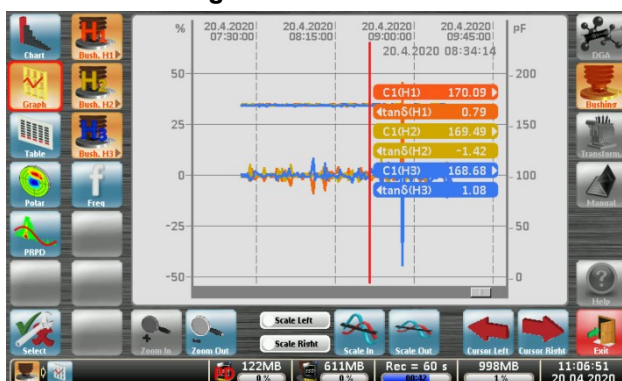 %
20.4.2020 20.4.2020 20.4.2020 20.4.2020
07:30:00 08:15:00 09:00:00 09:45:00
pF
20.4.2020 08:34:14
50
25
0
-25
-50
200
150
100
50
0
C1(H1) 170.09
tanδ(H1) 0.79
C1(H2) 169.49
tanδ(H2) -1.42
C1(H3) 168.68
tanδ(H3) 1.08
Chart
H1
Bush. H1
Graph
H2
Bush. H2
Table
H3
Bush. H3
Polar
f
Freq
PRPD
Select
DGA
Bushing
Transform.
Manual
?
Help
Zoom In
Zoom Out
Scale Left
Scale Right
Scale In
Scale Out
Cursor Left
Cursor Right
Exit
122MB
0 %
611MB
0 %
Rec = 60 s
00:42
998MB
1 %
11:06:51
20.04.2020